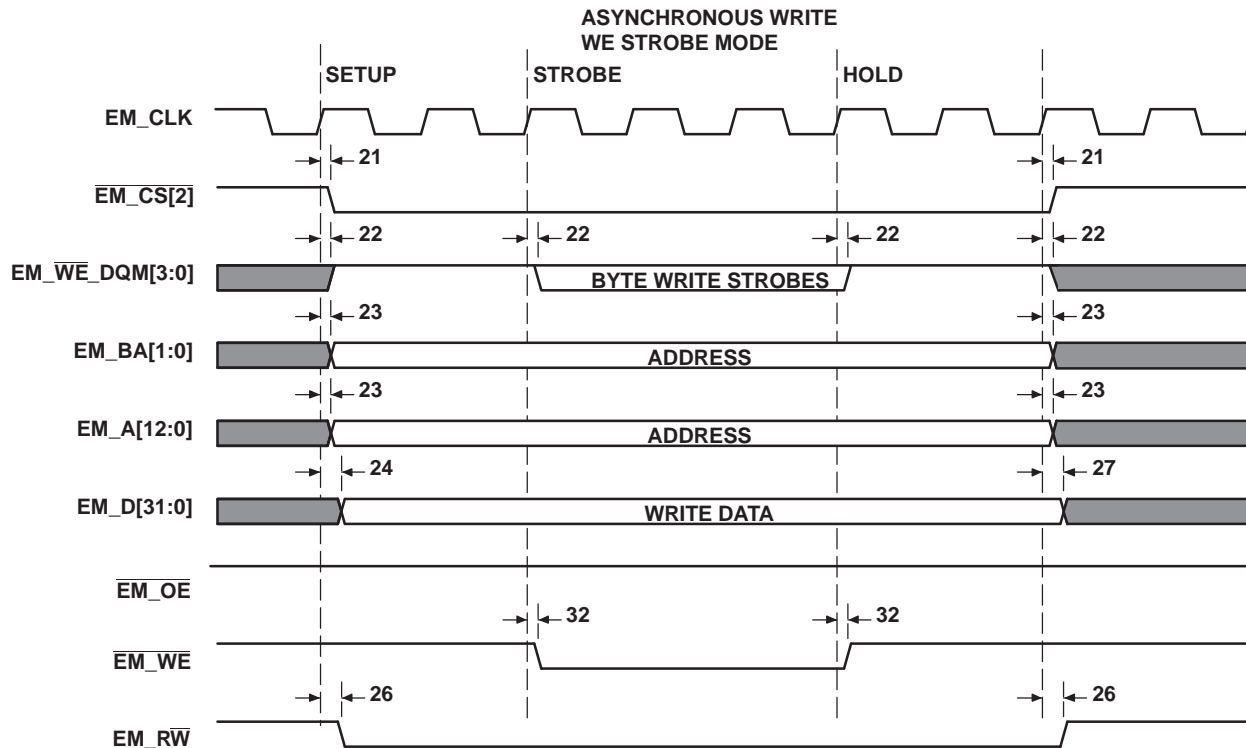 ASYNCHRONOUS WRITE
WE STROBE MODE
SETUP STROBE HOLD
EM_CLK
21 21
EM_CS[2]
22 22 22 22
EM_WE_DQM[3:0] BYTE WRITE STROBES
23 23
EM_BA[1:0] ADDRESS
23 23
EM_A[12:0] ADDRESS
24 27
EM_D[31:0] WRITE DATA
EM_OE
32 32
EM_WE
26 26
EM_RW